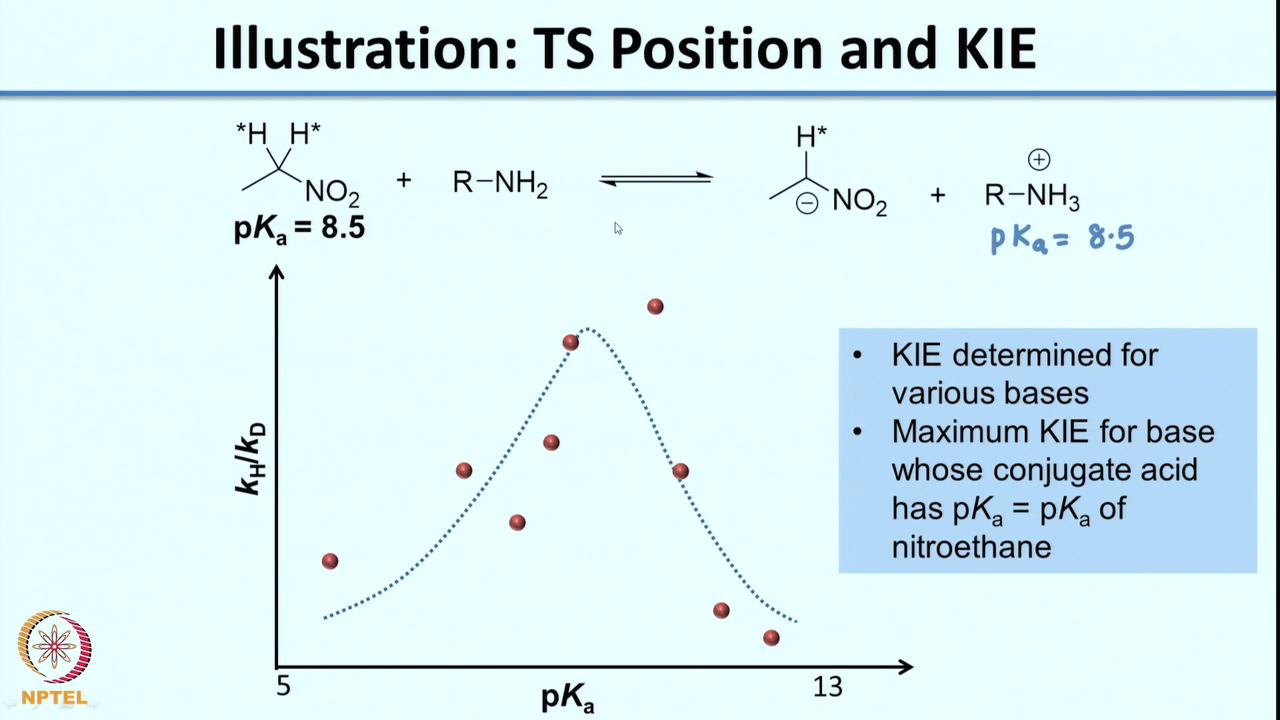 Illustration: TS Position and KIE
*H H*
NO2
+
R–NH2
H*
⊖ NO2
+
⊕
R–NH3
pKa = 8.5
pKa = 8.5
kH/kD
• KIE determined for
various bases
• Maximum KIE for base
whose conjugate acid
has pKa = pKa of
nitroethane
5
13
pKa
NPTEL